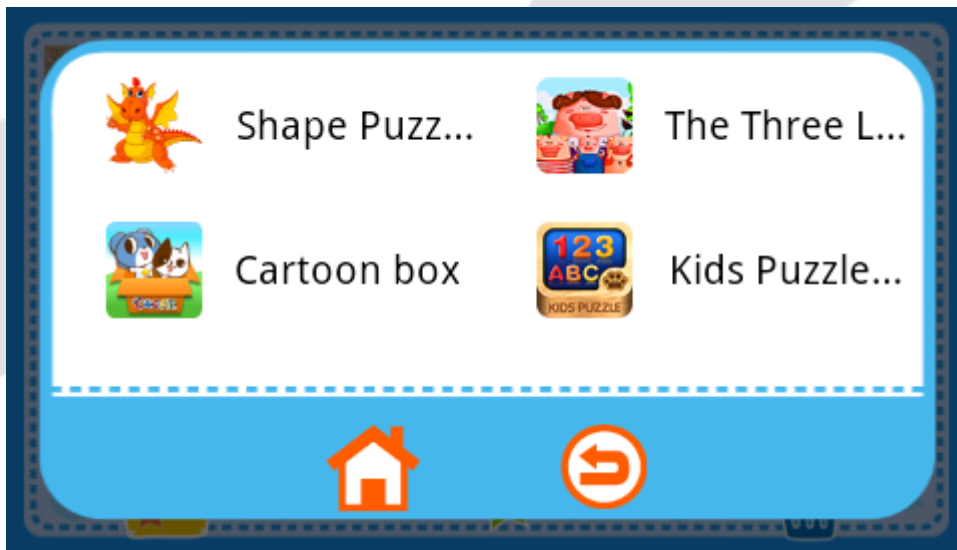 Shape Puzz...
The Three L...
Cartoon box
123
ABC
KIDS PUZZLE
Kids Puzzle...